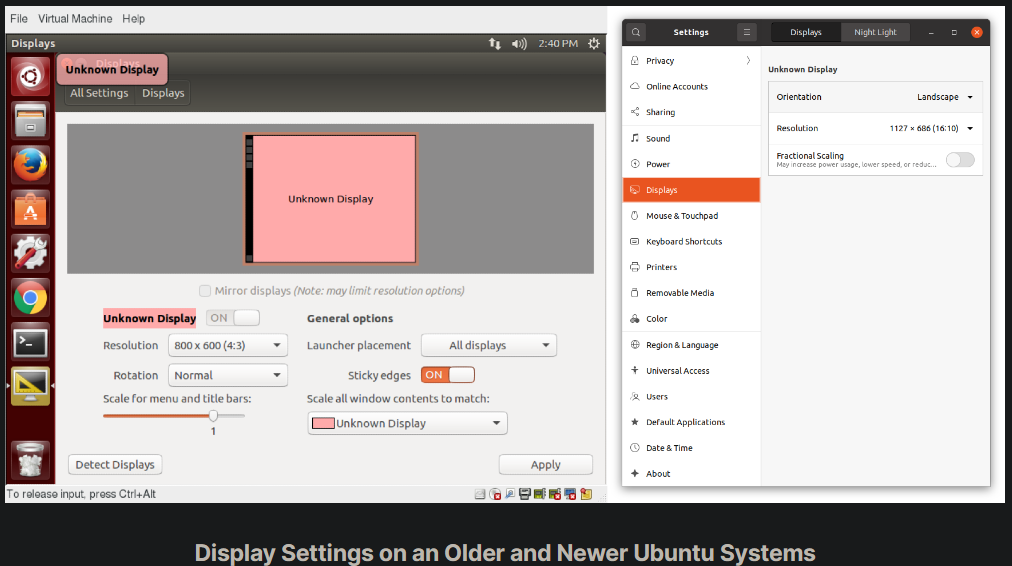 File Virtual Machine Help
Displays
2:40 PM
Displays
Unknown Display
All Settings Displays
Unknown Display
Mirror displays (Note: may limit resolution options)
Unknown Display ON
General options
Resolution 800 x 600 (4:3)
Launcher placement All displays
Rotation Normal
Sticky edges ON
Scale for menu and title bars:
Scale all window contents to match:
1
Unknown Display
Detect Displays
Apply
To release input, press Ctrl+Alt
Settings
Displays
Night Light
Privacy
Online Accounts
Sharing
Sound
Power
Displays
Mouse & Touchpad
Keyboard Shortcuts
Printers
Removable Media
Color
Region & Language
Universal Access
Users
Default Applications
Date & Time
About
Unknown Display
Orientation Landscape
Resolution 1127 × 686 (16:10)
Fractional Scaling
May increase power usage, lower speed, or reduc...
Display Settings on an Older and Newer Ubuntu Systems